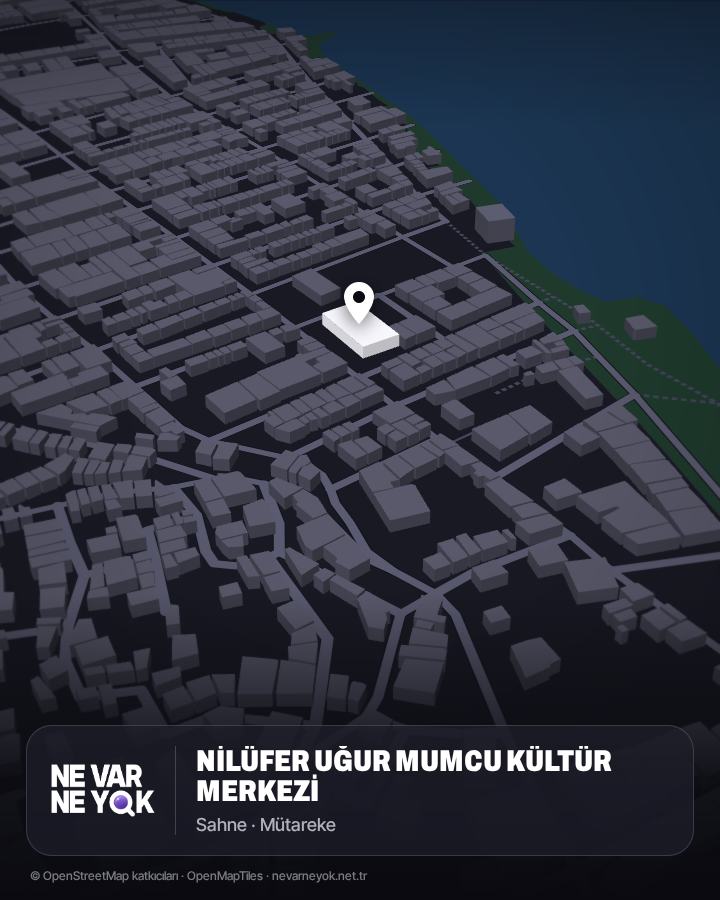 NE VAR
NE YOK
NİLÜFER UĞUR MUMCU KÜLTÜR
MERKEZİ
Sahne · Mütareke
© OpenStreetMap katkıcıları · OpenMapTiles · nevarneyok.net.tr